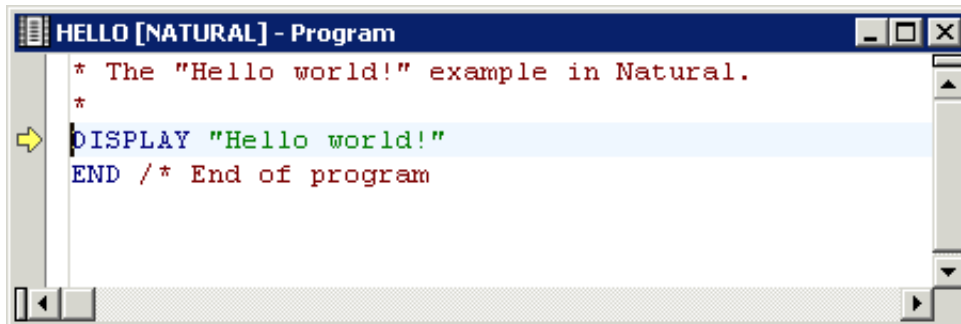 HELLO [NATURAL] - Program
* The "Hello world!" example in Natural.
*
DISPLAY "Hello world!"
END /* End of program